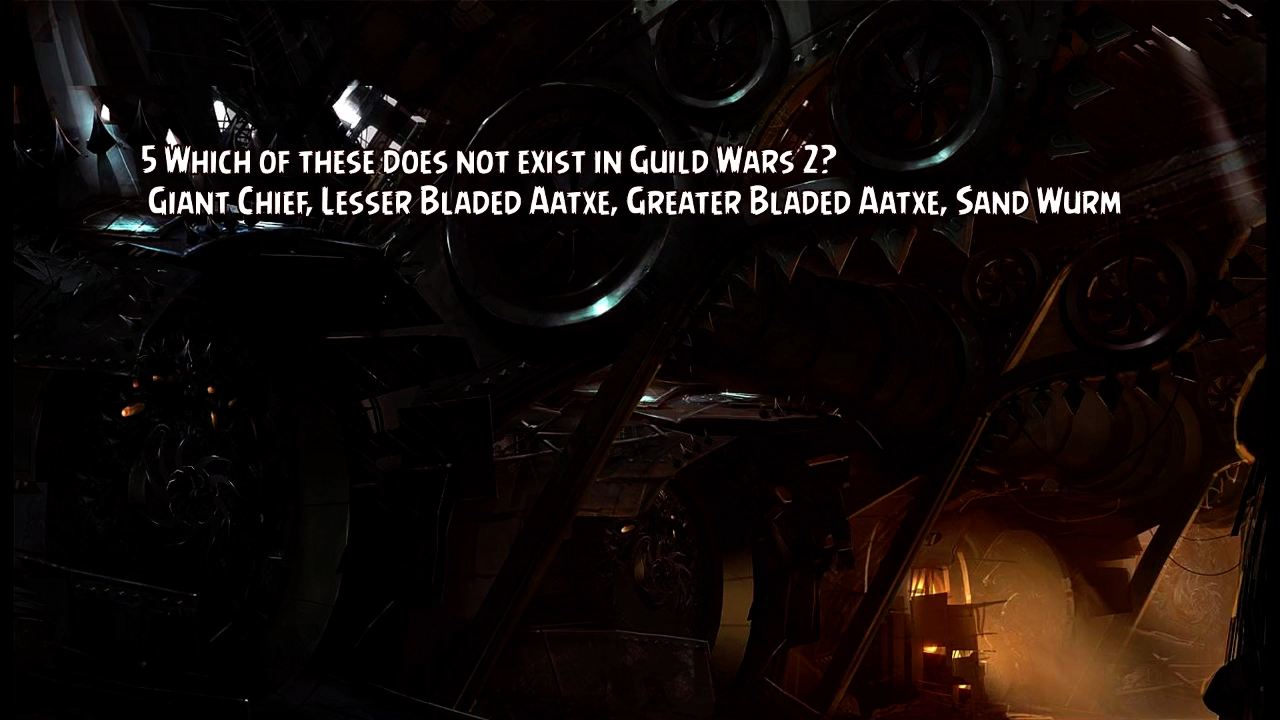 5 Which of these does not exist in Guild Wars 2?
Giant Chief, Lesser Bladed Aatxe, Greater Bladed Aatxe, Sand Wurm